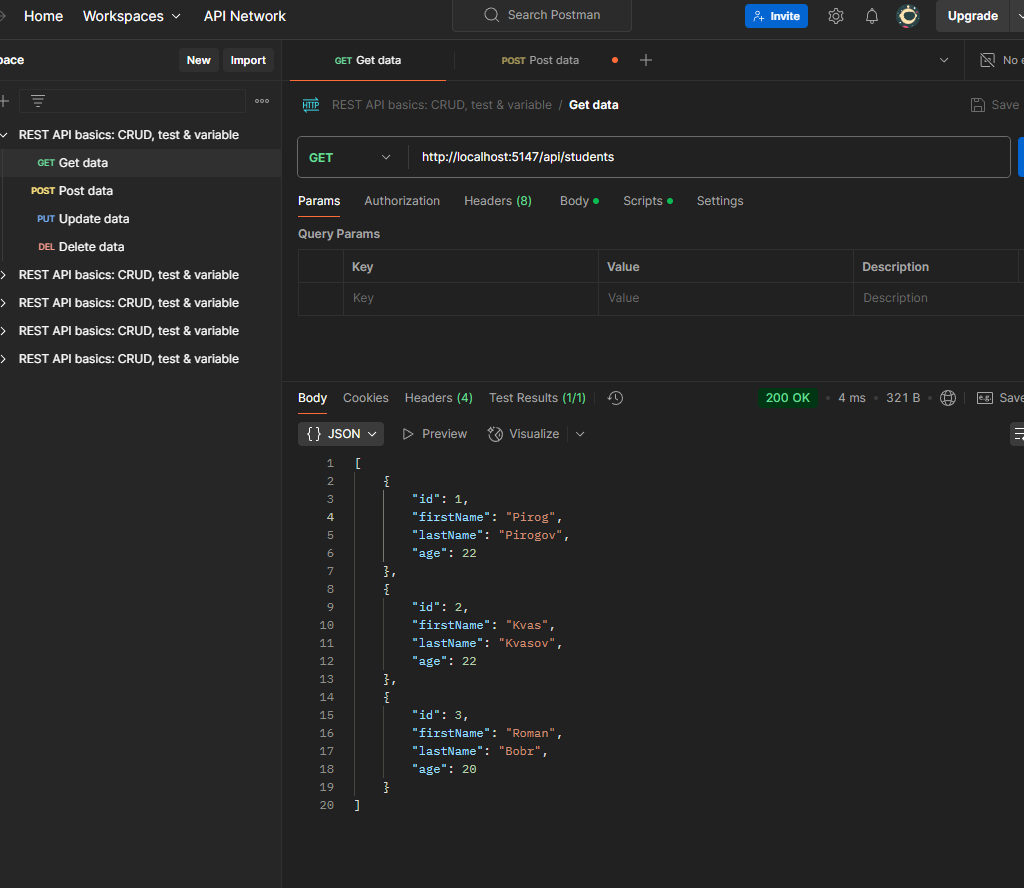 Home Workspaces API Network Search Postman Invite Upgrade
pace New Import GET Get data POST Post data No e
REST API basics: CRUD, test & variable / Get data Save
REST API basics: CRUD, test & variable
GET Get data
POST Post data
PUT Update data
DEL Delete data
REST API basics: CRUD, test & variable
REST API basics: CRUD, test & variable
REST API basics: CRUD, test & variable
REST API basics: CRUD, test & variable
GET http://localhost:5147/api/students
Params Authorization Headers (8) Body Scripts Settings
Query Params
Key Value Description
Key Value Description
Body Cookies Headers (4) Test Results (1/1) 200 OK • 4 ms • 321 B • e.g. Save
{} JSON Preview Visualize
1 [
2 {
3 "id": 1,
4 "firstName": "Pirog",
5 "lastName": "Pirogov",
6 "age": 22
7 },
8 {
9 "id": 2,
10 "firstName": "Kvas",
11 "lastName": "Kvasov",
12 "age": 22
13 },
14 {
15 "id": 3,
16 "firstName": "Roman",
17 "lastName": "Bobr",
18 "age": 20
19 }
20 ]